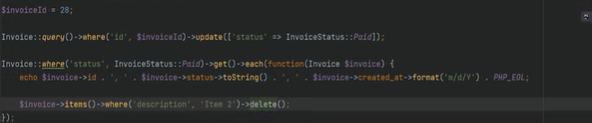 $invoiceId = 28;
Invoice::query()->where('id', $invoiceId)->update(['status' => InvoiceStatus::Paid]);
Invoice::where('status', InvoiceStatus::Paid)->get()->each(function(Invoice $invoice) {
echo $invoice->id . ', ' . $invoice->status->toString() . ', ' . $invoice->created_at->format('m/d/Y') . PHP_EOL;
$invoice->items()->where('description', 'Item 2')->delete();
});